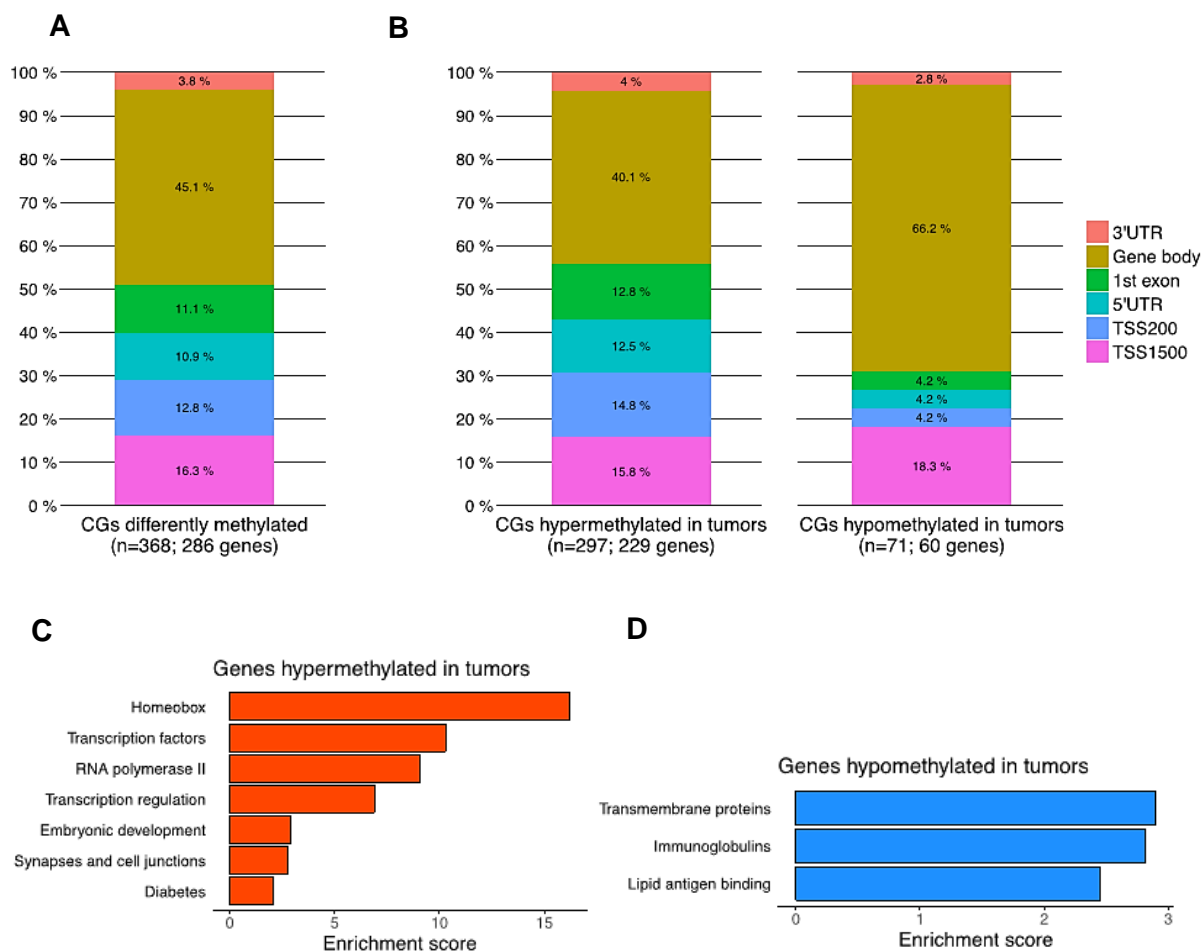 A
B
100 %
90 %
80 %
70 %
60 %
50 %
40 %
30 %
20 %
10 %
0 %
3.8 %
45.1 %
11.1 %
10.9 %
12.8 %
16.3 %
CGs differently methylated
(n=368; 286 genes)
100 %
90 %
80 %
70 %
60 %
50 %
40 %
30 %
20 %
10 %
0 %
4 %
40.1 %
12.8 %
12.5 %
14.8 %
15.8 %
CGs hypermethylated in tumors
(n=297; 229 genes)
2.8 %
66.2 %
4.2 %
4.2 %
4.2 %
18.3 %
CGs hypomethylated in tumors
(n=71; 60 genes)
3'UTR
Gene body
1st exon
5'UTR
TSS200
TSS1500
C
Genes hypermethylated in tumors
Homeobox
Transcription factors
RNA polymerase II
Transcription regulation
Embryonic development
Synapses and cell junctions
Diabetes
0 5 10 15
Enrichment score
D
Genes hypomethylated in tumors
Transmembrane proteins
Immunoglobulins
Lipid antigen binding
0 1 2 3
Enrichment score